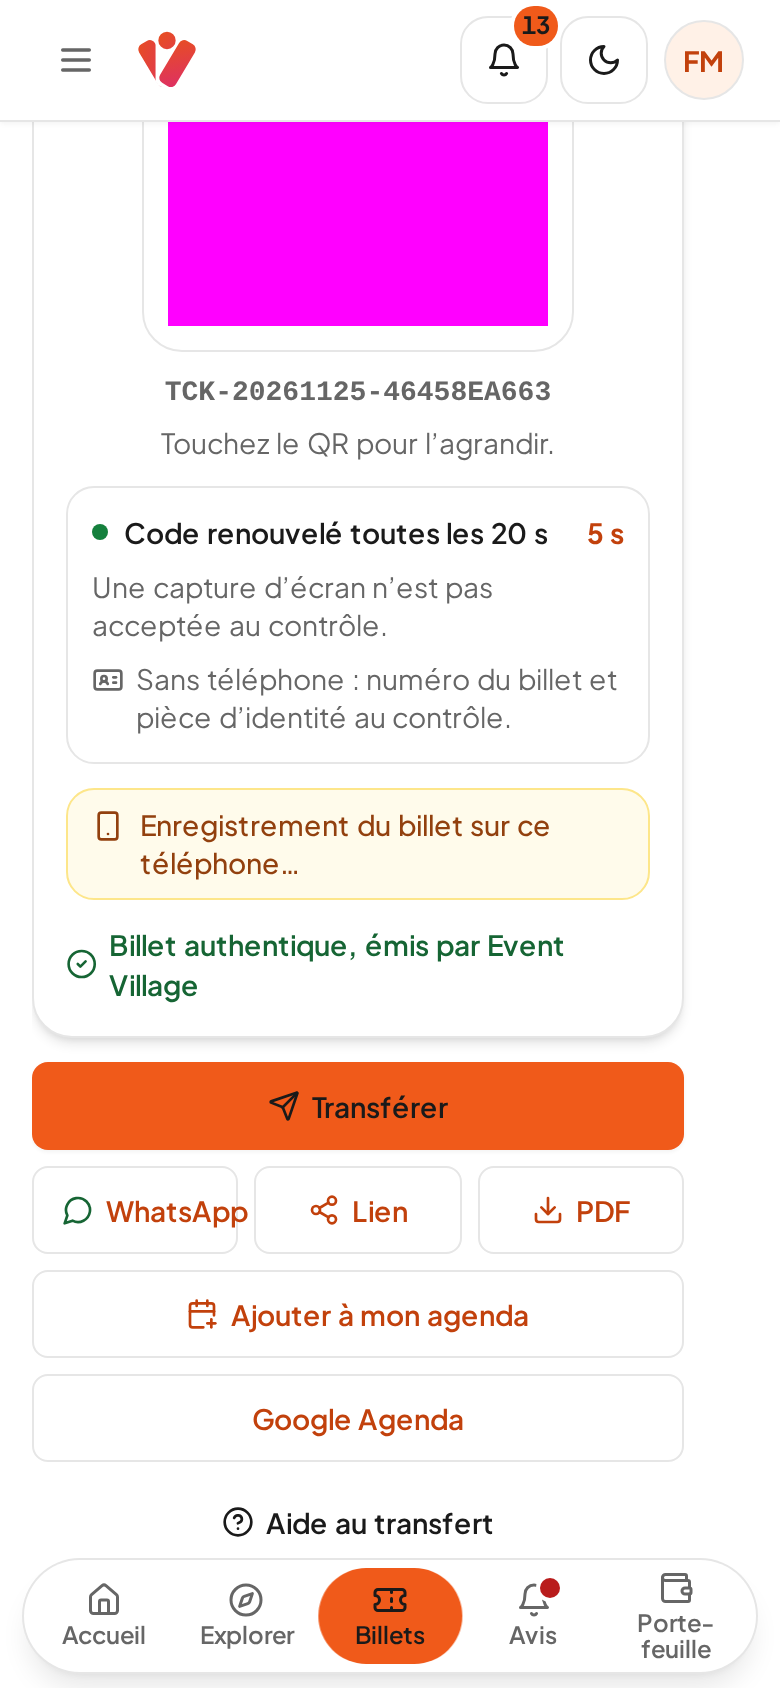 13
FM
TCK-20261125-46458EA663
Touchez le QR pour l’agrandir.
Code renouvelé toutes les 20 s 5 s
Une capture d’écran n’est pas
acceptée au contrôle.
Sans téléphone : numéro du billet et
pièce d’identité au contrôle.
Enregistrement du billet sur ce
téléphone…
Billet authentique, émis par Event
Village
Transférer
WhatsApp Lien PDF
Ajouter à mon agenda
Google Agenda
Aide au transfert
Accueil Explorer Billets Avis Porte-
feuille